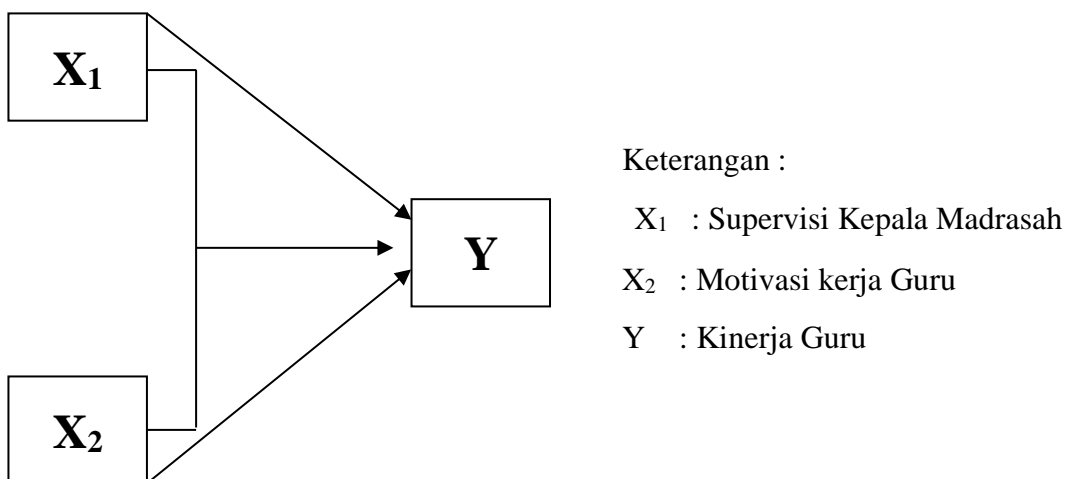 X₁
Y
X₂
Keterangan :
X₁ : Supervisi Kepala Madrasah
X₂ : Motivasi kerja Guru
Y : Kinerja Guru